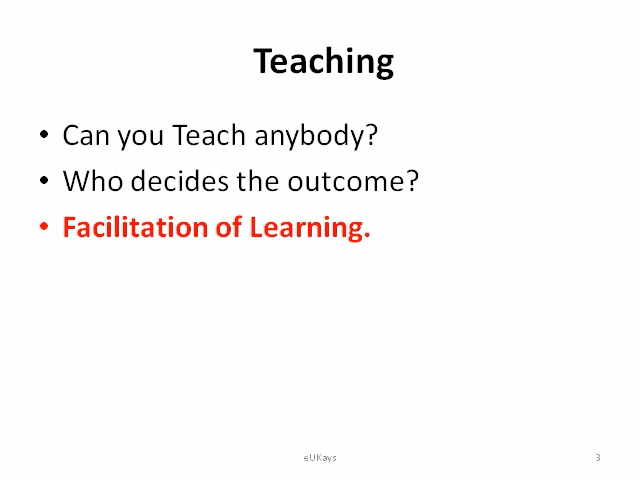 Teaching
• Can you Teach anybody?
• Who decides the outcome?
• Facilitation of Learning.
eUKays
3